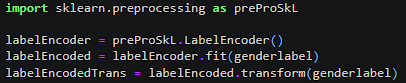 import sklearn.preprocessing as preProSkL
labelEncoder = preProSkL.LabelEncoder()
labelEncoded = labelEncoder.fit(genderlabel)
labelEncodedTrans = labelEncoded.transform(genderlabel)